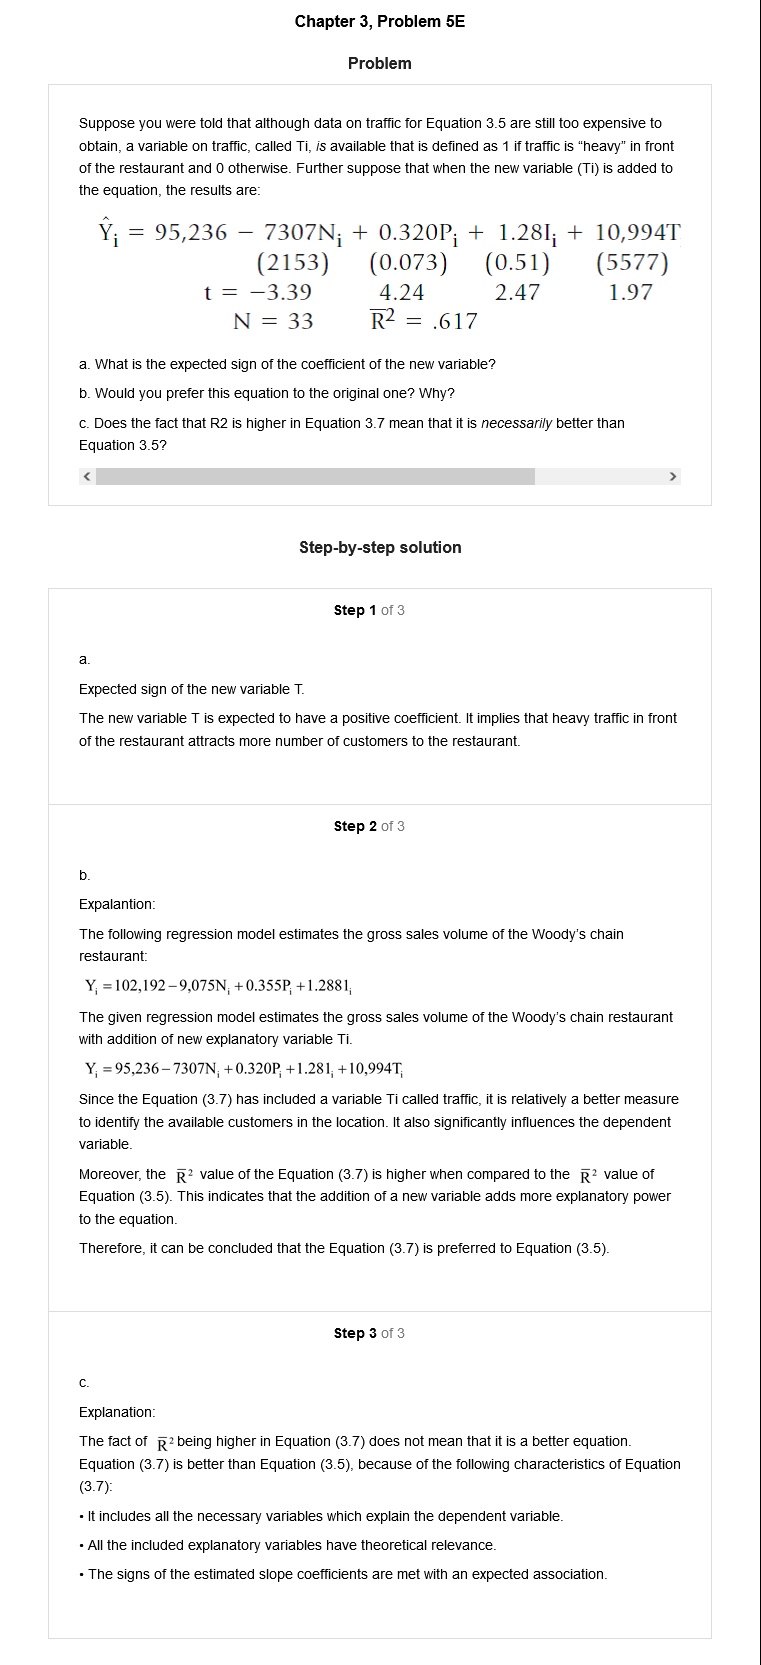 Chapter 3, Problem 5E
Problem
Suppose you were told that although data on traffic for Equation 3.5 are still too expensive to
obtain, a variable on traffic, called Ti, is available that is defined as 1 if traffic is “heavy” in front
of the restaurant and 0 otherwise. Further suppose that when the new variable (Ti) is added to
the equation, the results are:
Ŷi = 95,236 − 7307Ni + 0.320Pi + 1.28Ii + 10,994T
(2153) (0.073) (0.51) (5577)
t = −3.39 4.24 2.47 1.97
N = 33 R̅2 = .617
a. What is the expected sign of the coefficient of the new variable?
b. Would you prefer this equation to the original one? Why?
c. Does the fact that R2 is higher in Equation 3.7 mean that it is necessarily better than
Equation 3.5?
Step-by-step solution
Step 1 of 3
a.
Expected sign of the new variable T.
The new variable T is expected to have a positive coefficient. It implies that heavy traffic in front
of the restaurant attracts more number of customers to the restaurant.
Step 2 of 3
b.
Expalantion:
The following regression model estimates the gross sales volume of the Woody’s chain
restaurant:
Yi = 102,192 − 9,075Ni + 0.355Pi + 1.288Ii
The given regression model estimates the gross sales volume of the Woody’s chain restaurant
with addition of new explanatory variable Ti.
Yi = 95,236 − 7307Ni + 0.320Pi + 1.28Ii + 10,994Ti
Since the Equation (3.7) has included a variable Ti called traffic, it is relatively a better measure
to identify the available customers in the location. It also significantly influences the dependent
variable.
Moreover, the R̅2 value of the Equation (3.7) is higher when compared to the R̅2 value of
Equation (3.5). This indicates that the addition of a new variable adds more explanatory power
to the equation.
Therefore, it can be concluded that the Equation (3.7) is preferred to Equation (3.5).
Step 3 of 3
c.
Explanation:
The fact of R̅2 being higher in Equation (3.7) does not mean that it is a better equation.
Equation (3.7) is better than Equation (3.5), because of the following characteristics of Equation
(3.7):
• It includes all the necessary variables which explain the dependent variable.
• All the included explanatory variables have theoretical relevance.
• The signs of the estimated slope coefficients are met with an expected association.